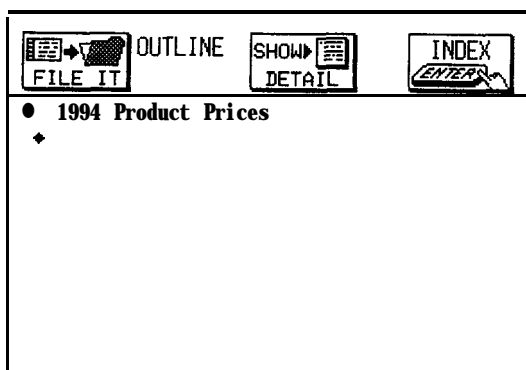 FILE IT
OUTLINE
SHOW
DETAIL
INDEX
ENTER
● 1994 Product Prices